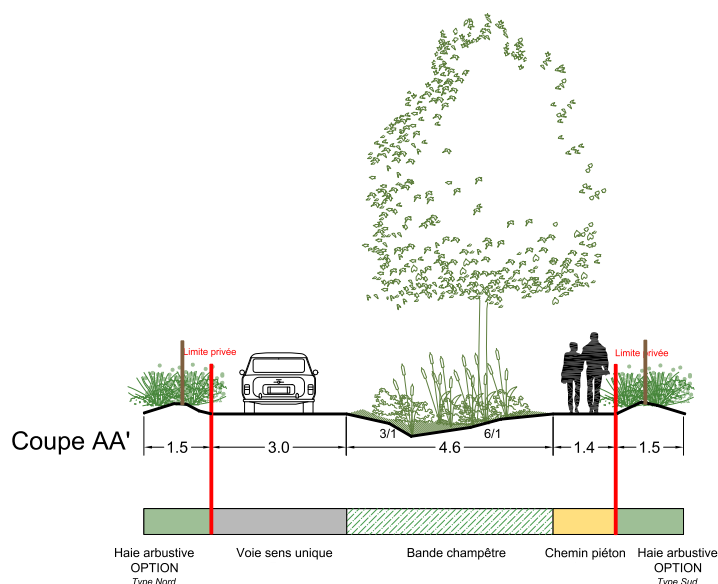 Limite privée
Limite privée
3/1
6/1
Coupe AA'
1.5
3.0
4.6
1.4
1.5
Haie arbustive
OPTION
Type Nord
Voie sens unique
Bande champêtre
Chemin piéton
Haie arbustive
OPTION
Type Sud